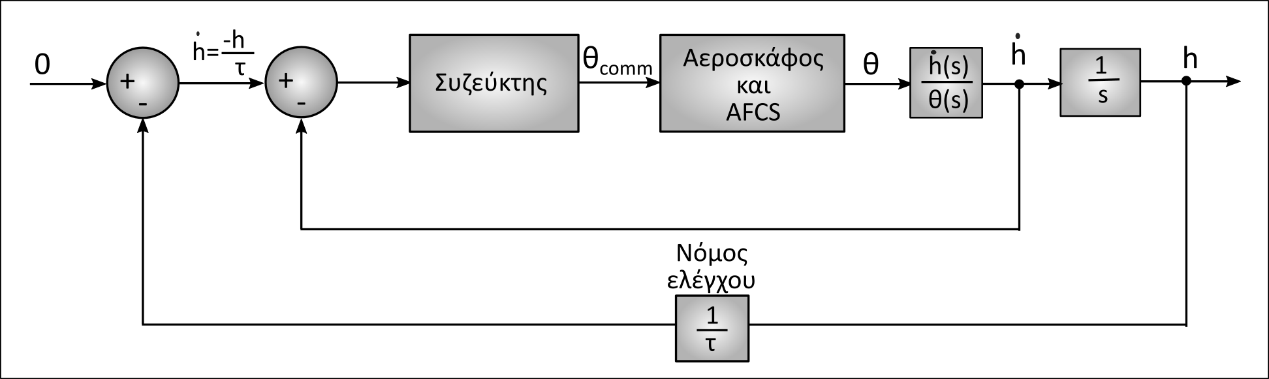 0
+
-
ḣ=-h/τ
+
-
Συζεύκτης
θcomm
Αεροσκάφος
και
AFCS
θ
ḣ(s)
θ(s)
ḣ
1
s
h
Νόμος
ελέγχου
1
τ